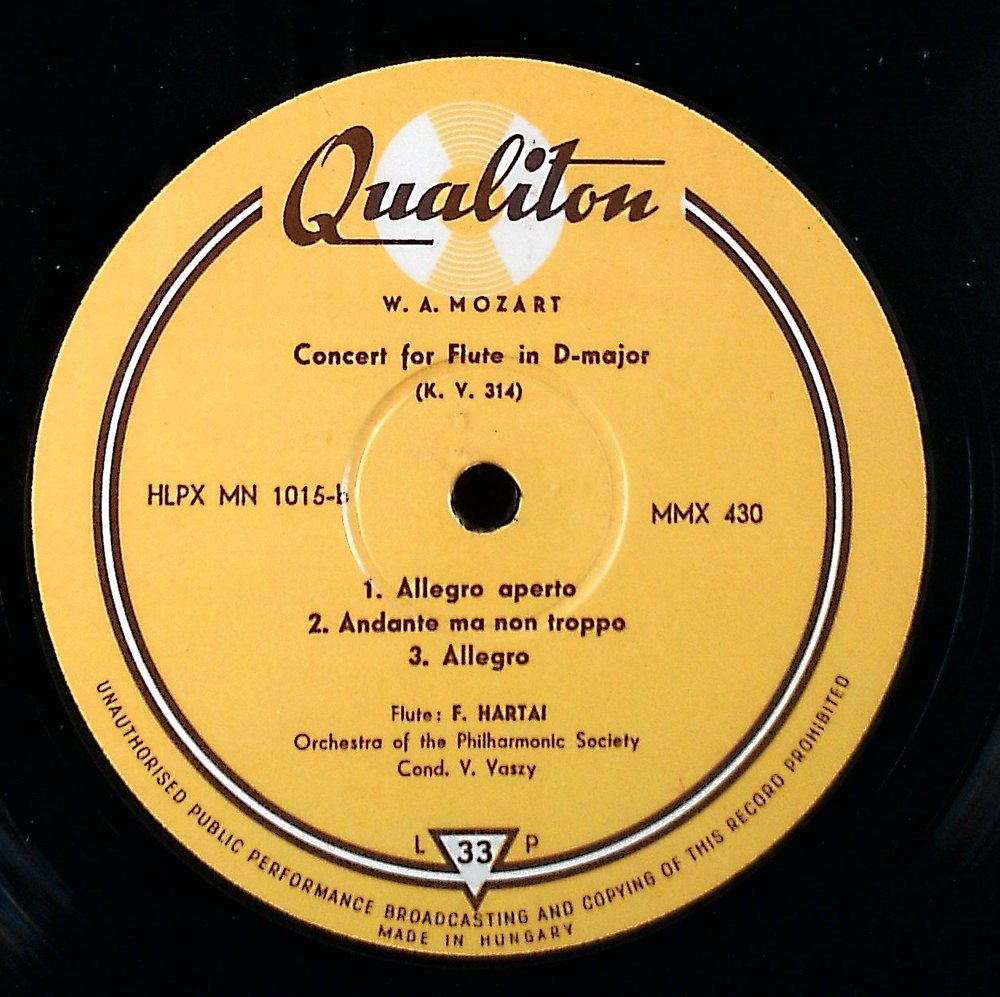 Qualiton
W. A. MOZART
Concert for Flute in D-major
(K. V. 314)
HLPX MN 1015-b
MMX 430
1. Allegro aperto
2. Andante ma non troppo
3. Allegro
Flute: F. HARTAI
Orchestra of the Philharmonic Society
Cond. V. Vaszy
L 33 P
UNAUTHORISED PUBLIC PERFORMANCE BROADCASTING AND COPYING OF THIS RECORD PROHIBITED
MADE IN HUNGARY